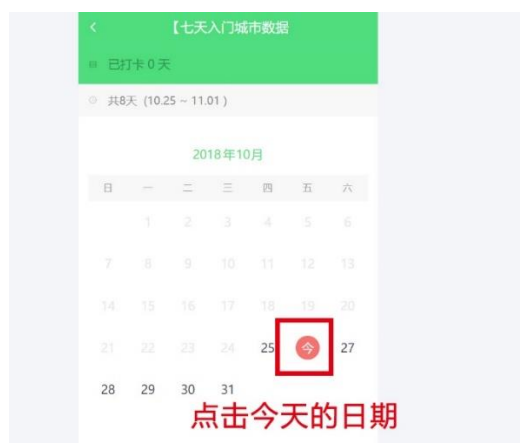 【七天入门城市数据
已打卡 0 天
共8天 (10.25 ~ 11.01 )
2018年10月
日 一 二 三 四 五 六
1 2 3 4 5 6
7 8 9 10 11 12 13
14 15 16 17 18 19 20
21 22 23 24 25 今 27
28 29 30 31
点击今天的日期